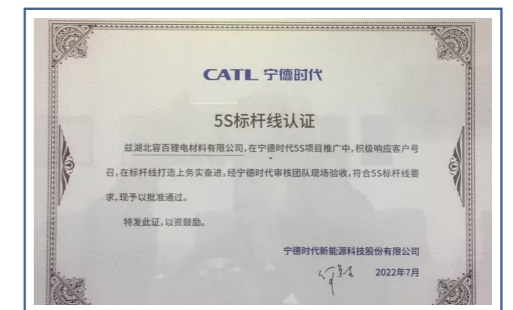 CATL 宁德时代
5S标杆线认证
兹湖北容百锂电材料有限公司,在宁德时代5S项目推广中,积极响应客户号
召,在标杆线打造上务实奋进,经宁德时代审核团队现场验收,符合5S标杆线要
求,现予以批准通过。
特发此证,以资鼓励。
宁德时代新能源科技股份有限公司
2022年7月